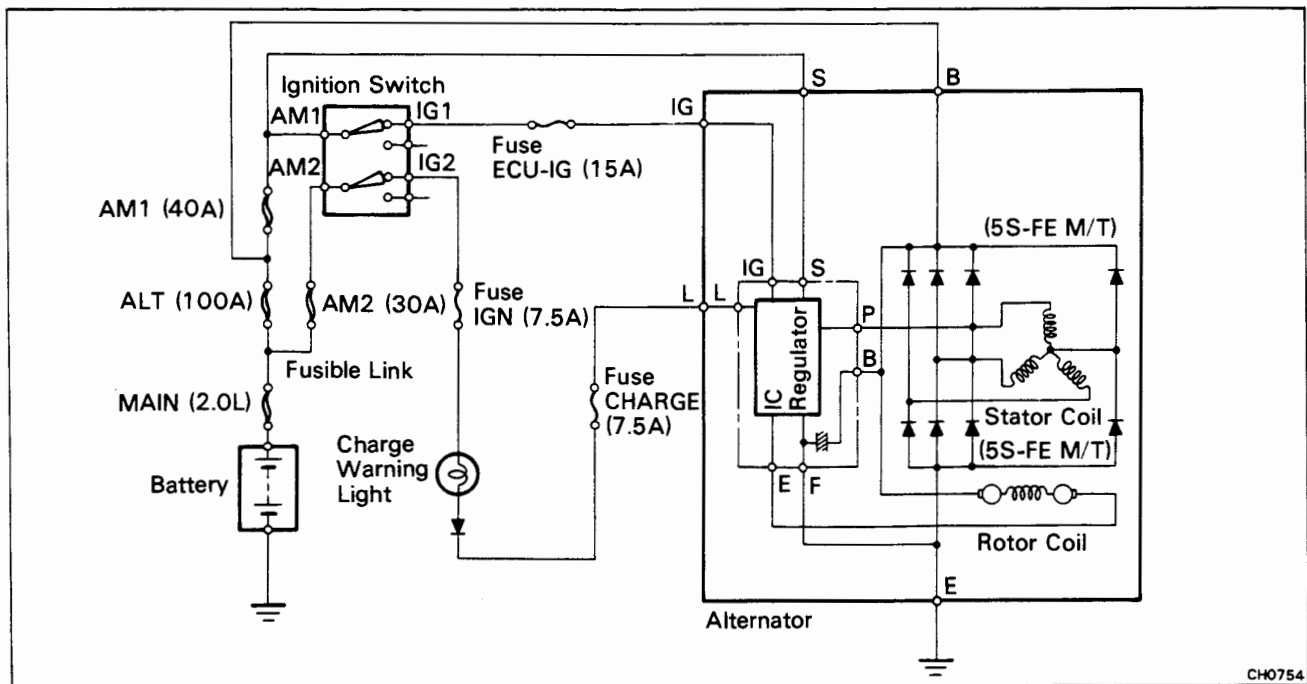 Ignition Switch
S
B
AM1
IG1
IG
Fuse
ECU-IG (15A)
AM2
IG2
AM1 (40A)
(5S-FE M/T)
IG
S
ALT (100A)
AM2 (30A)
Fuse
IGN (7.5A)
L
L
P
B
IC
Regulator
Fusible Link
MAIN (2.0L)
Fuse
CHARGE
(7.5A)
Stator Coil
(5S-FE M/T)
Charge
Warning
Light
Battery
E
F
Rotor Coil
E
Alternator
CH0754